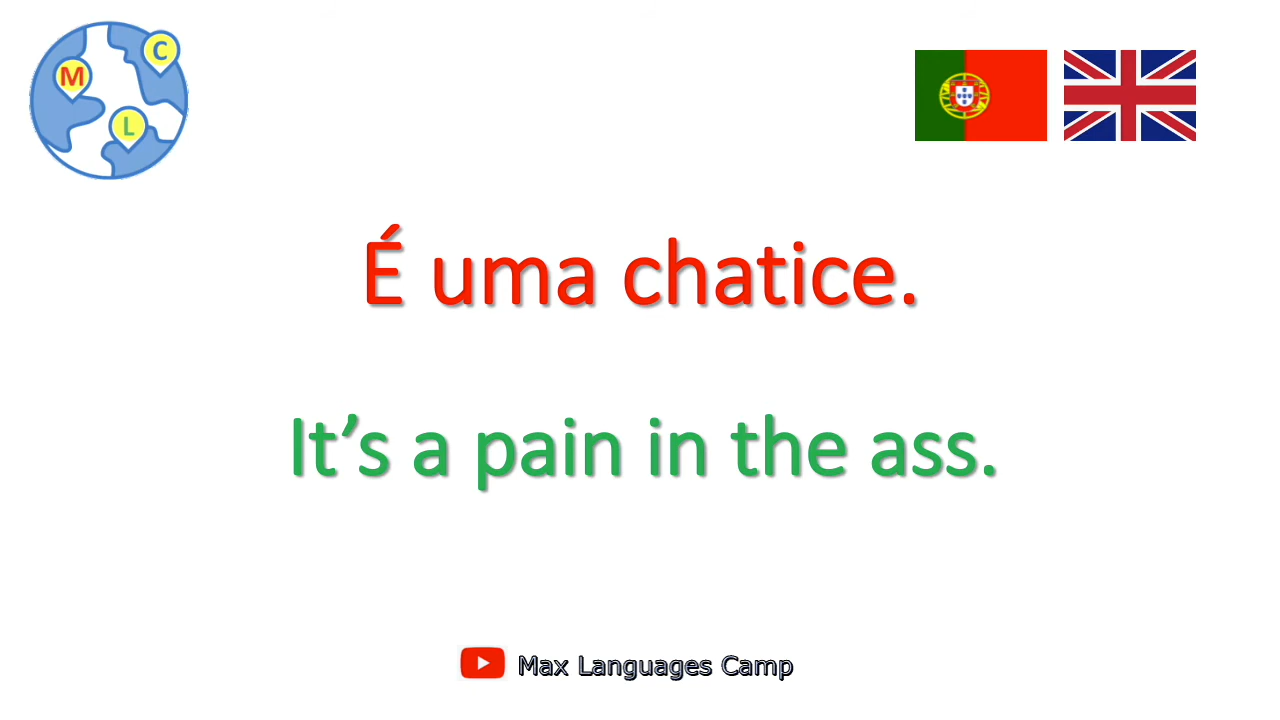 M
C
L
É uma chatice.
It’s a pain in the ass.
Max Languages Camp